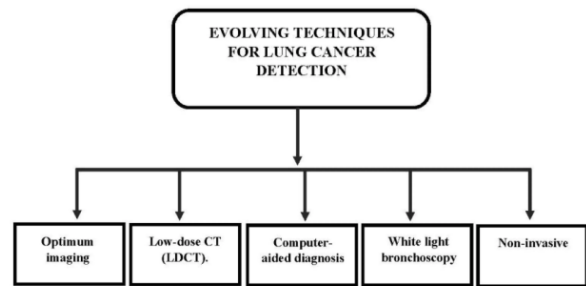 EVOLVING TECHNIQUES
FOR LUNG CANCER
DETECTION
Optimum
imaging
Low-dose CT
(LDCT).
Computer-
aided diagnosis
White light
bronchoscopy
Non-invasive